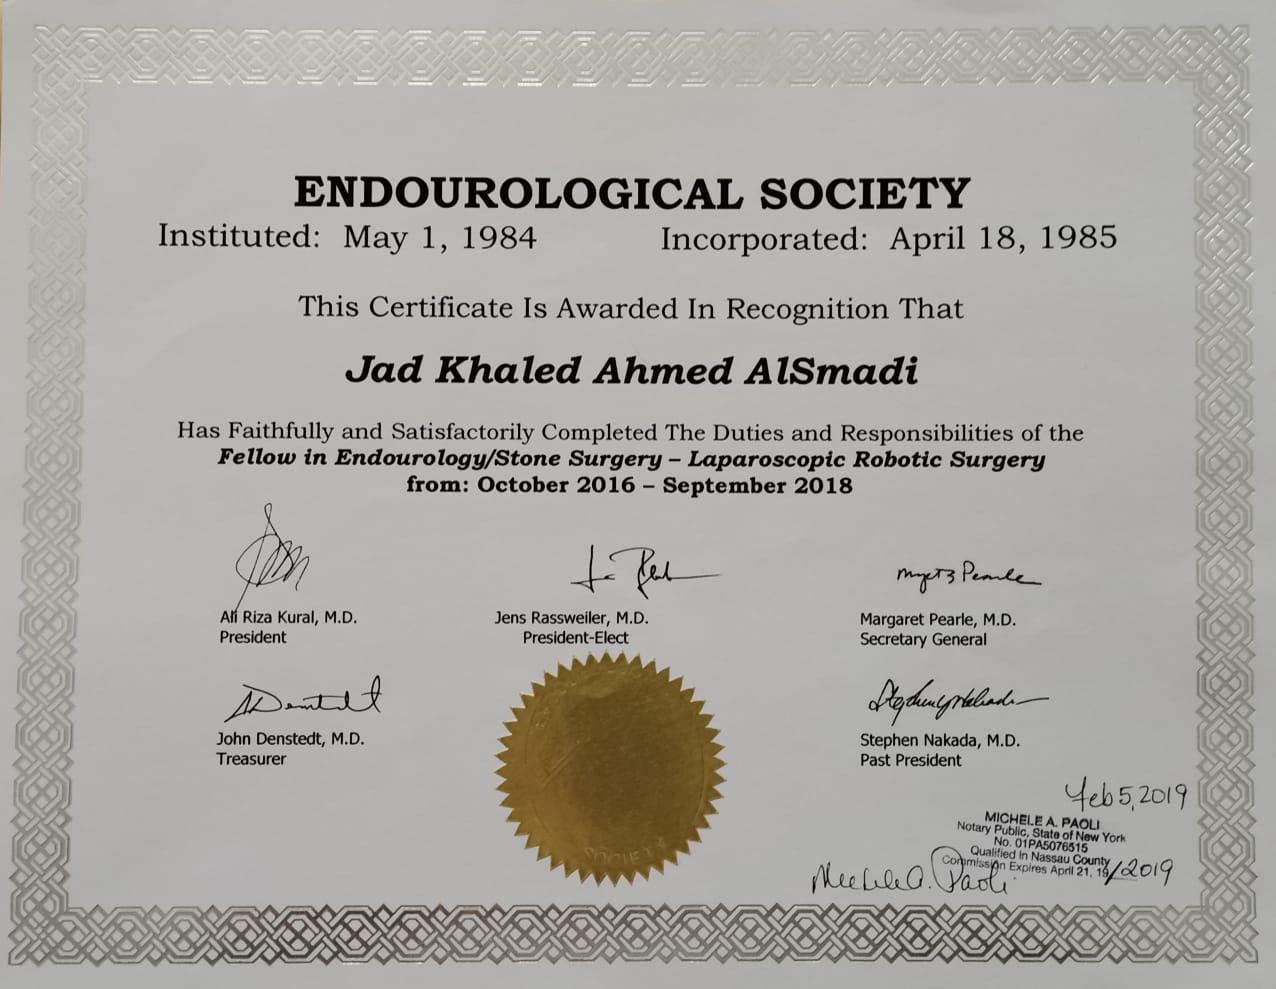 ENDOUROLOGICAL SOCIETY
Instituted: May 1, 1984 Incorporated: April 18, 1985
This Certificate Is Awarded In Recognition That
Jad Khaled Ahmed AlSmadi
Has Faithfully and Satisfactorily Completed The Duties and Responsibilities of the
Fellow in Endourology/Stone Surgery – Laparoscopic Robotic Surgery
from: October 2016 – September 2018
Ali Riza Kural, M.D.
President
Jens Rassweiler, M.D.
President-Elect
Margaret Pearle, M.D.
Secretary General
John Denstedt, M.D.
Treasurer
Stephen Nakada, M.D.
Past President
SOCIETY
Feb 5, 2019
MICHELE A. PAOLI
Notary Public, State of New York
No. 01PA5076515
Qualified in Nassau County
Commission Expires April 21, 19/2019
Michele A. Paoli